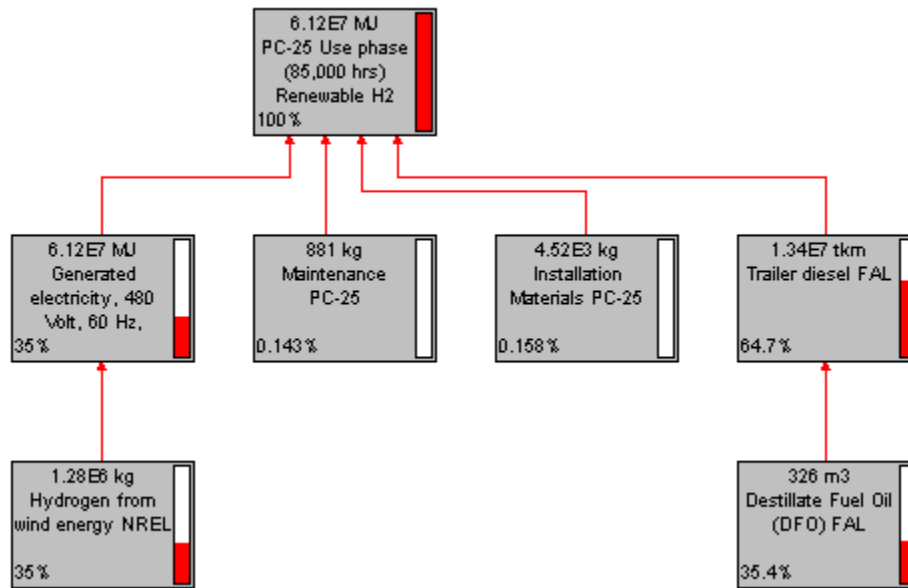 6.12E7 MJ
PC-25 Use phase
(85,000 hrs)
Renewable H2
100%
6.12E7 MJ
Generated
electricity, 480
Volt, 60 Hz,
35%
881 kg
Maintenance
PC-25
0.143%
4.52E3 kg
Installation
Materials PC-25
0.158%
1.34E7 tkm
Trailer diesel FAL
64.7%
1.28E6 kg
Hydrogen from
wind energy NREL
35%
326 m3
Destillate Fuel Oil
(DFO) FAL
35.4%